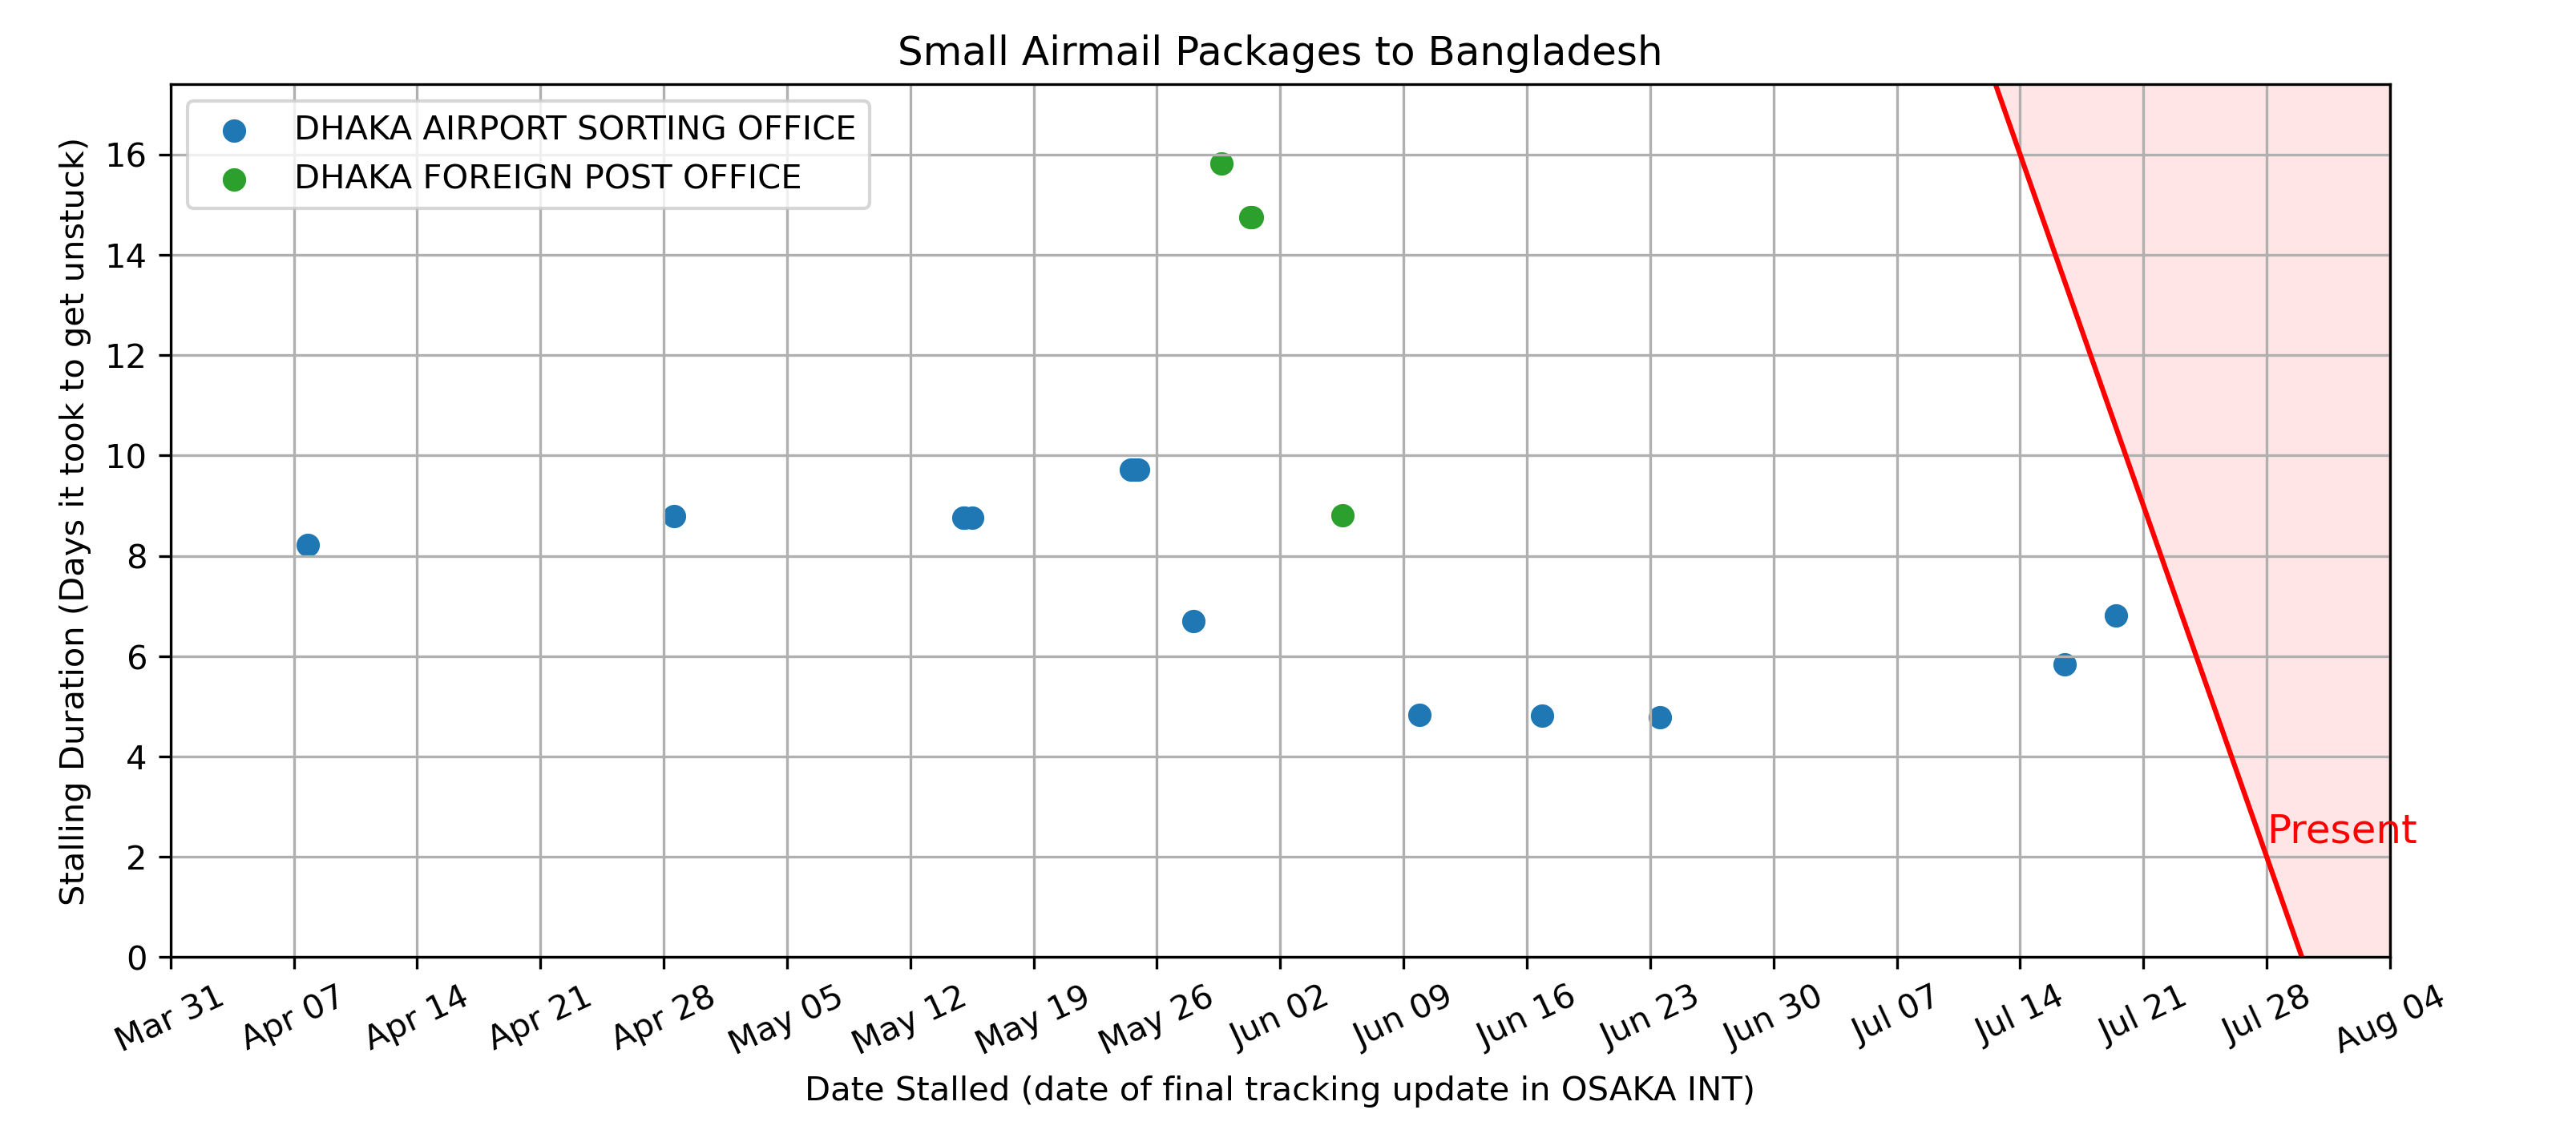 Small Airmail Packages to Bangladesh
DHAKA AIRPORT SORTING OFFICE
DHAKA FOREIGN POST OFFICE
Stalling Duration (Days it took to get unstuck)
16
14
12
10
8
6
4
2
0
Present
Mar 31 Apr 07 Apr 14 Apr 21 Apr 28 May 05 May 12 May 19 May 26 Jun 02 Jun 09 Jun 16 Jun 23 Jun 30 Jul 07 Jul 14 Jul 21 Jul 28 Aug 04
Date Stalled (date of final tracking update in OSAKA INT)